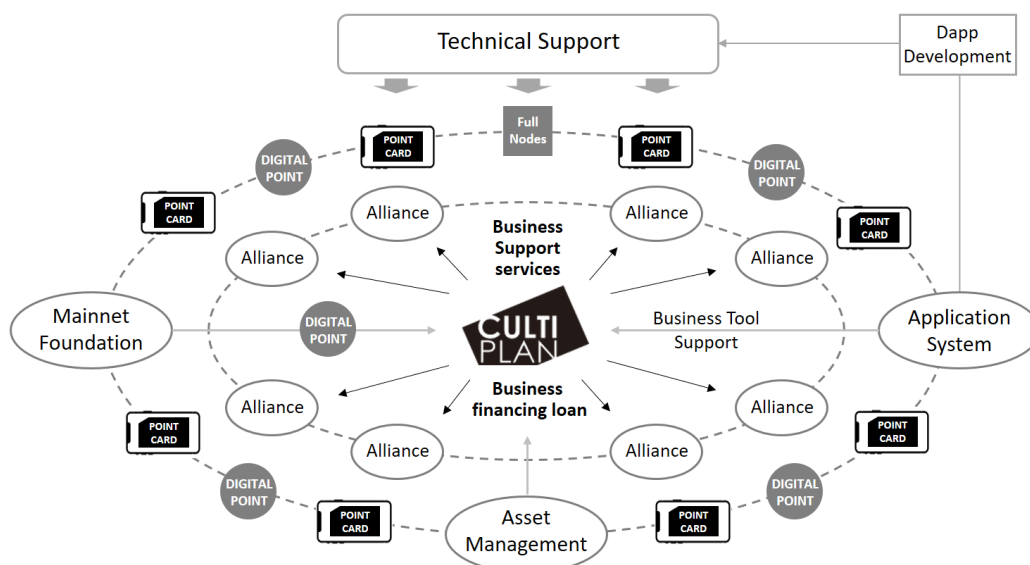 Technical Support
Dapp
Development
Full
Nodes
POINT
CARD
POINT
CARD
DIGITAL
POINT
DIGITAL
POINT
POINT
CARD
POINT
CARD
Alliance
Alliance
Business
Support
services
Alliance
Alliance
Mainnet
Foundation
DIGITAL
POINT
CULTI
PLAN
Business Tool
Support
Application
System
Business
financing loan
Alliance
Alliance
POINT
CARD
POINT
CARD
Alliance
Alliance
DIGITAL
POINT
DIGITAL
POINT
POINT
CARD
POINT
CARD
Asset
Management